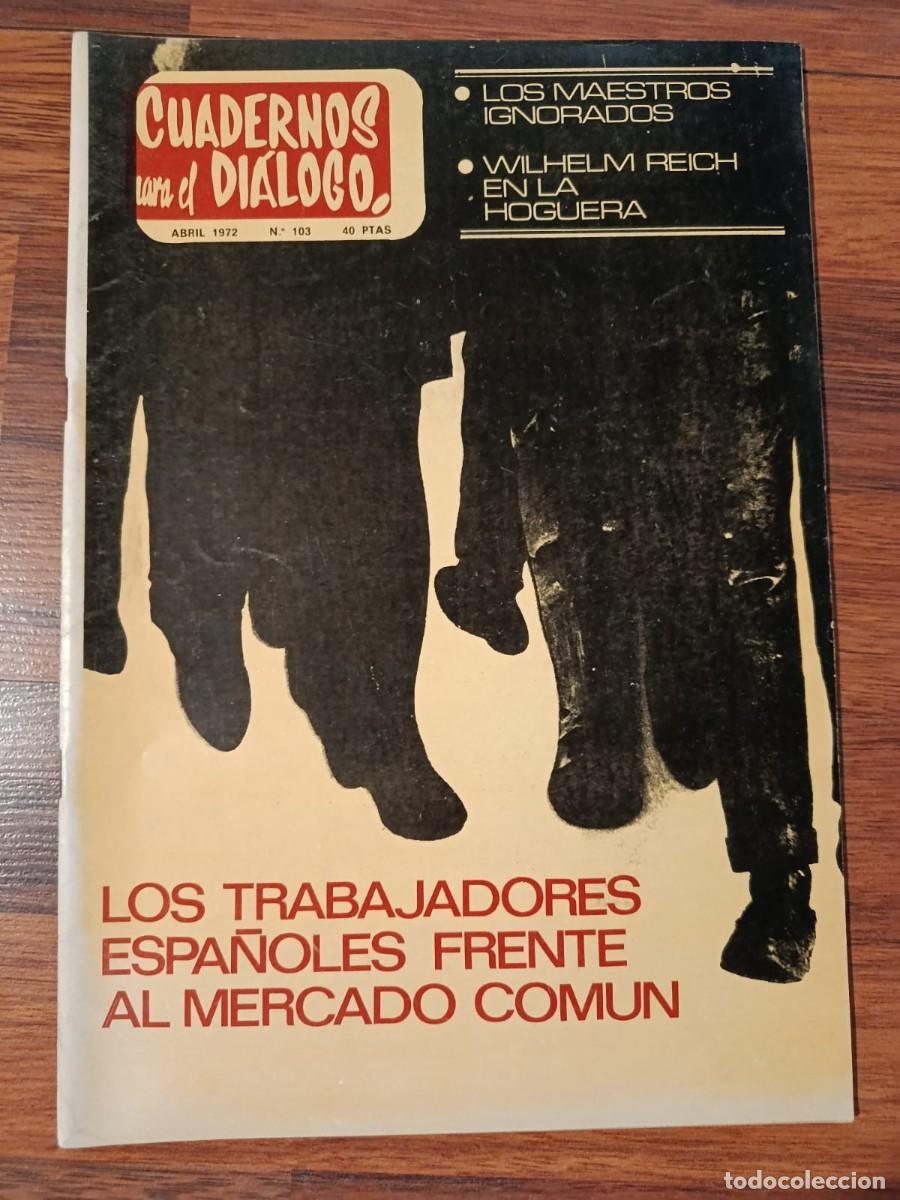 CUADERNOS
para el DIÁLOGO.
ABRIL 1972 N.° 103 40 PTAS
• LOS MAESTROS
IGNORADOS
• WILHELM REICH
EN LA
HOGUERA
LOS TRABAJADORES
ESPAÑOLES FRENTE
AL MERCADO COMUN
todocoleccion